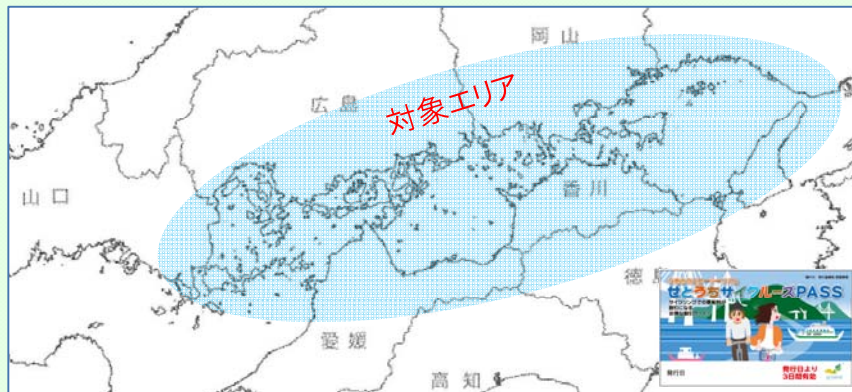 岡山
広島
対象エリア
山口
香川
徳島
愛媛
高知
せとうちサイクルーズPASS
発行日
発行日より
3日間有効